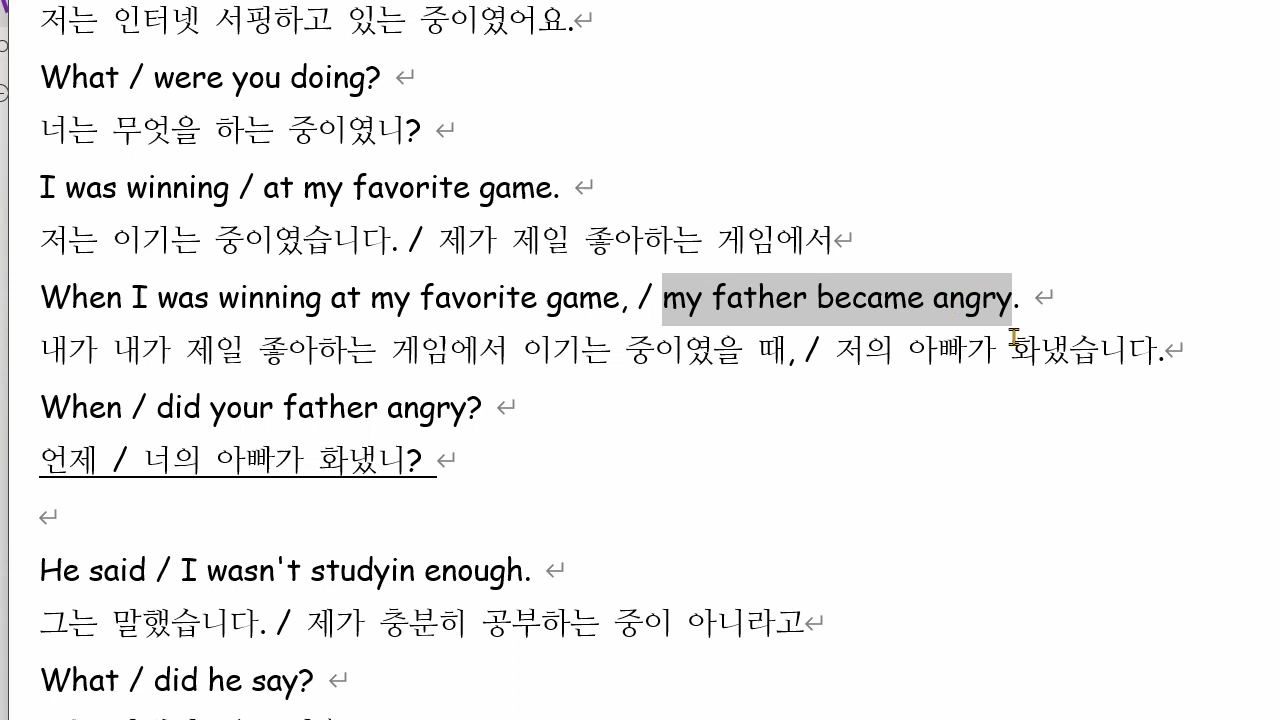 저는 인터넷 서핑하고 있는 중이였어요.
What / were you doing?
너는 무엇을 하는 중이였니?
I was winning / at my favorite game.
저는 이기는 중이였습니다. / 제가 제일 좋아하는 게임에서
When I was winning at my favorite game, / my father became angry.
내가 내가 제일 좋아하는 게임에서 이기는 중이였을 때, / 저의 아빠가 화냈습니다.
When / did your father angry?
언제 / 너의 아빠가 화냈니?
He said / I wasn't studyin enough.
그는 말했습니다. / 제가 충분히 공부하는 중이 아니라고
What / did he say?